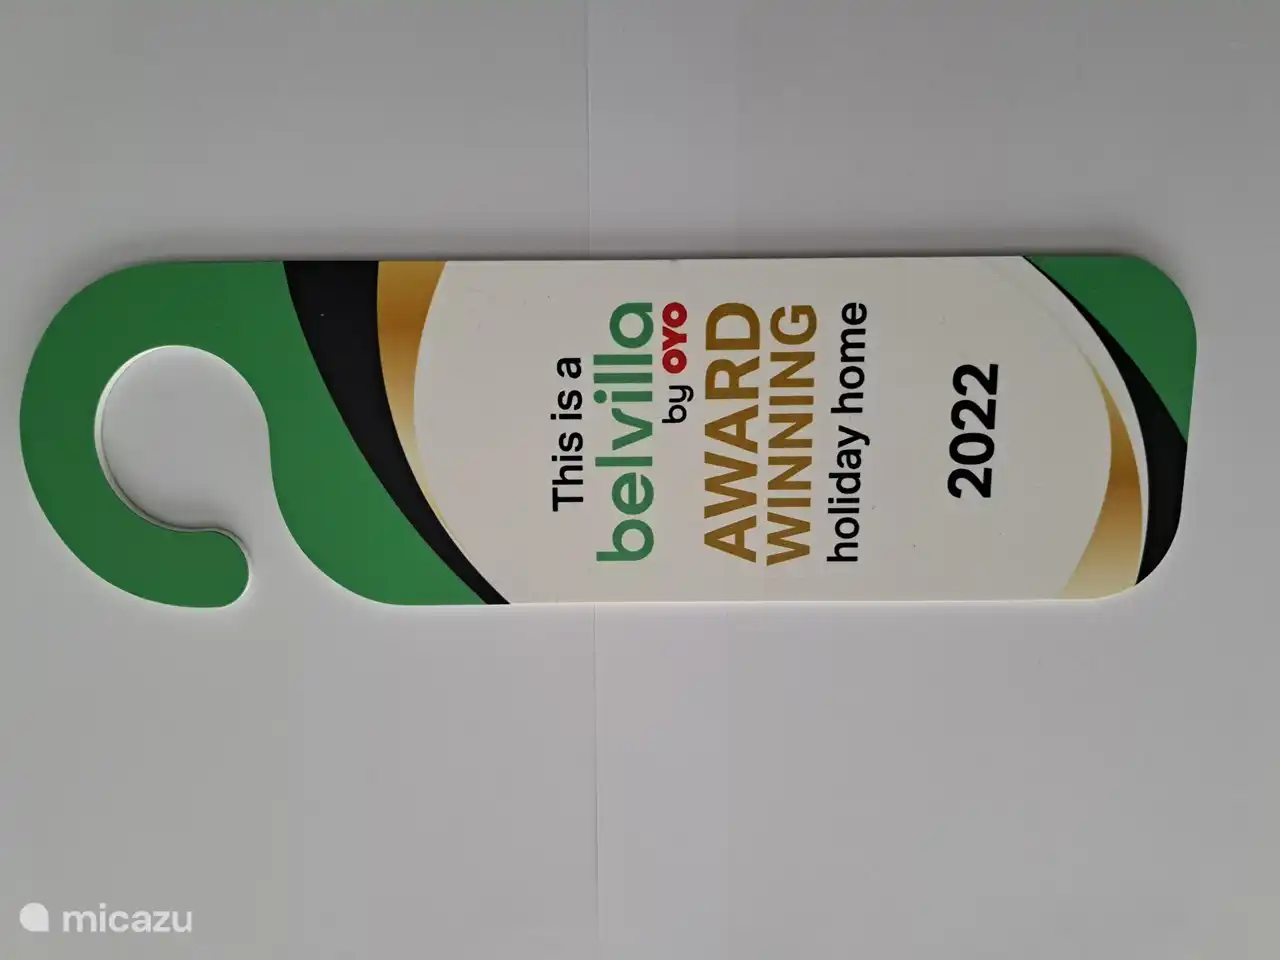 This is a
belvilla
by OYO
AWARD
WINNING
holiday home
2022
micazu